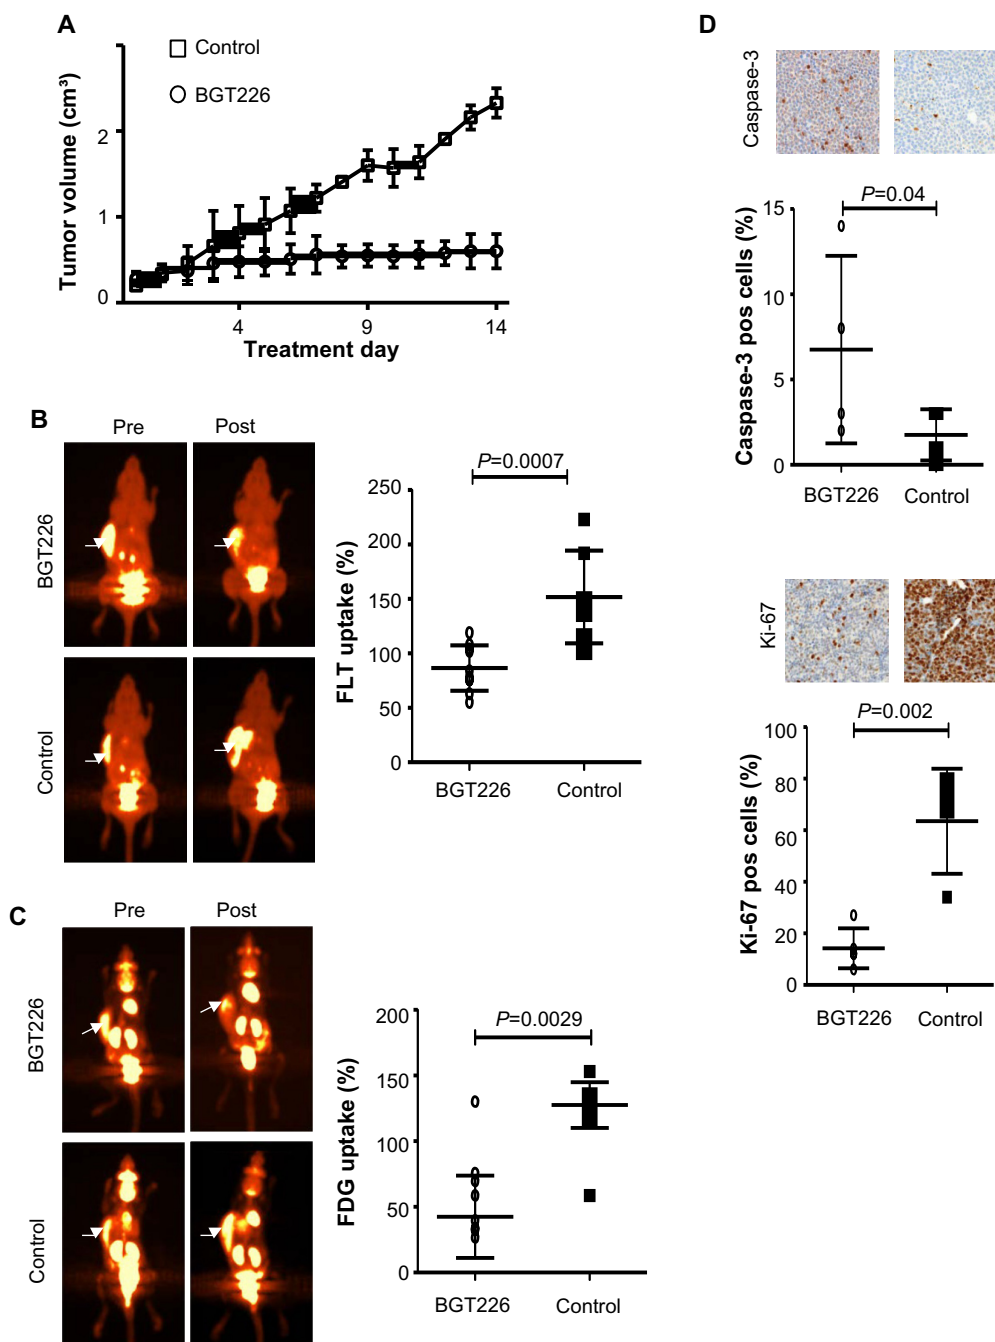 A
Control
BGT226
Tumor volume (cm³)
2
1
0
4
9
14
Treatment day
B
Pre
Post
BGT226
Control
P=0.0007
FLT uptake (%)
250
200
150
100
50
0
BGT226
Control
C
Pre
Post
BGT226
Control
P=0.0029
FDG uptake (%)
200
150
100
50
0
BGT226
Control
D
Caspase-3
P=0.04
Caspase-3 pos cells (%)
15
10
5
0
BGT226
Control
Ki-67
P=0.002
Ki-67 pos cells (%)
100
80
60
40
20
0
BGT226
Control